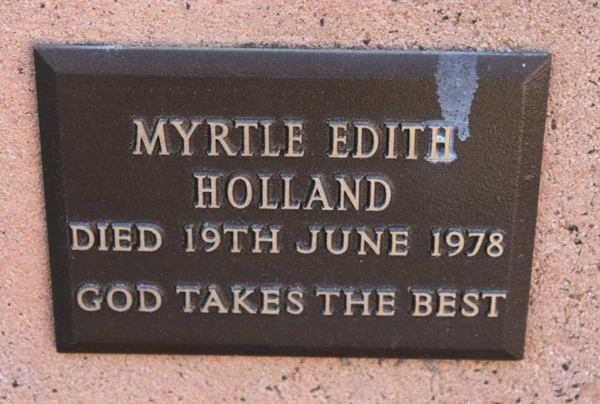 MYRTLE EDITH
HOLLAND
DIED 19TH JUNE 1978
GOD TAKES THE BEST